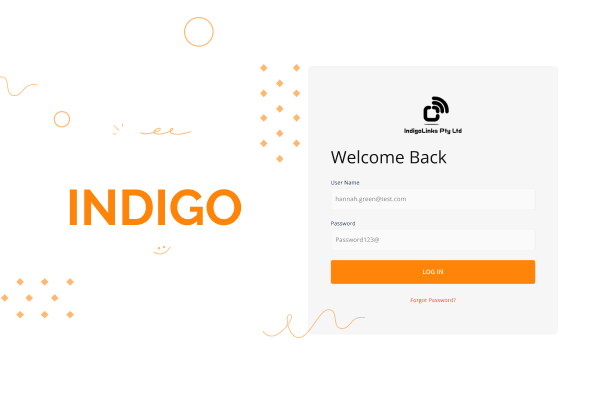 INDIGO
IndigoLinks Pty Ltd
Welcome Back
User Name
hannah.green@test.com
Password
Password123@
LOG IN
Forgot Password?